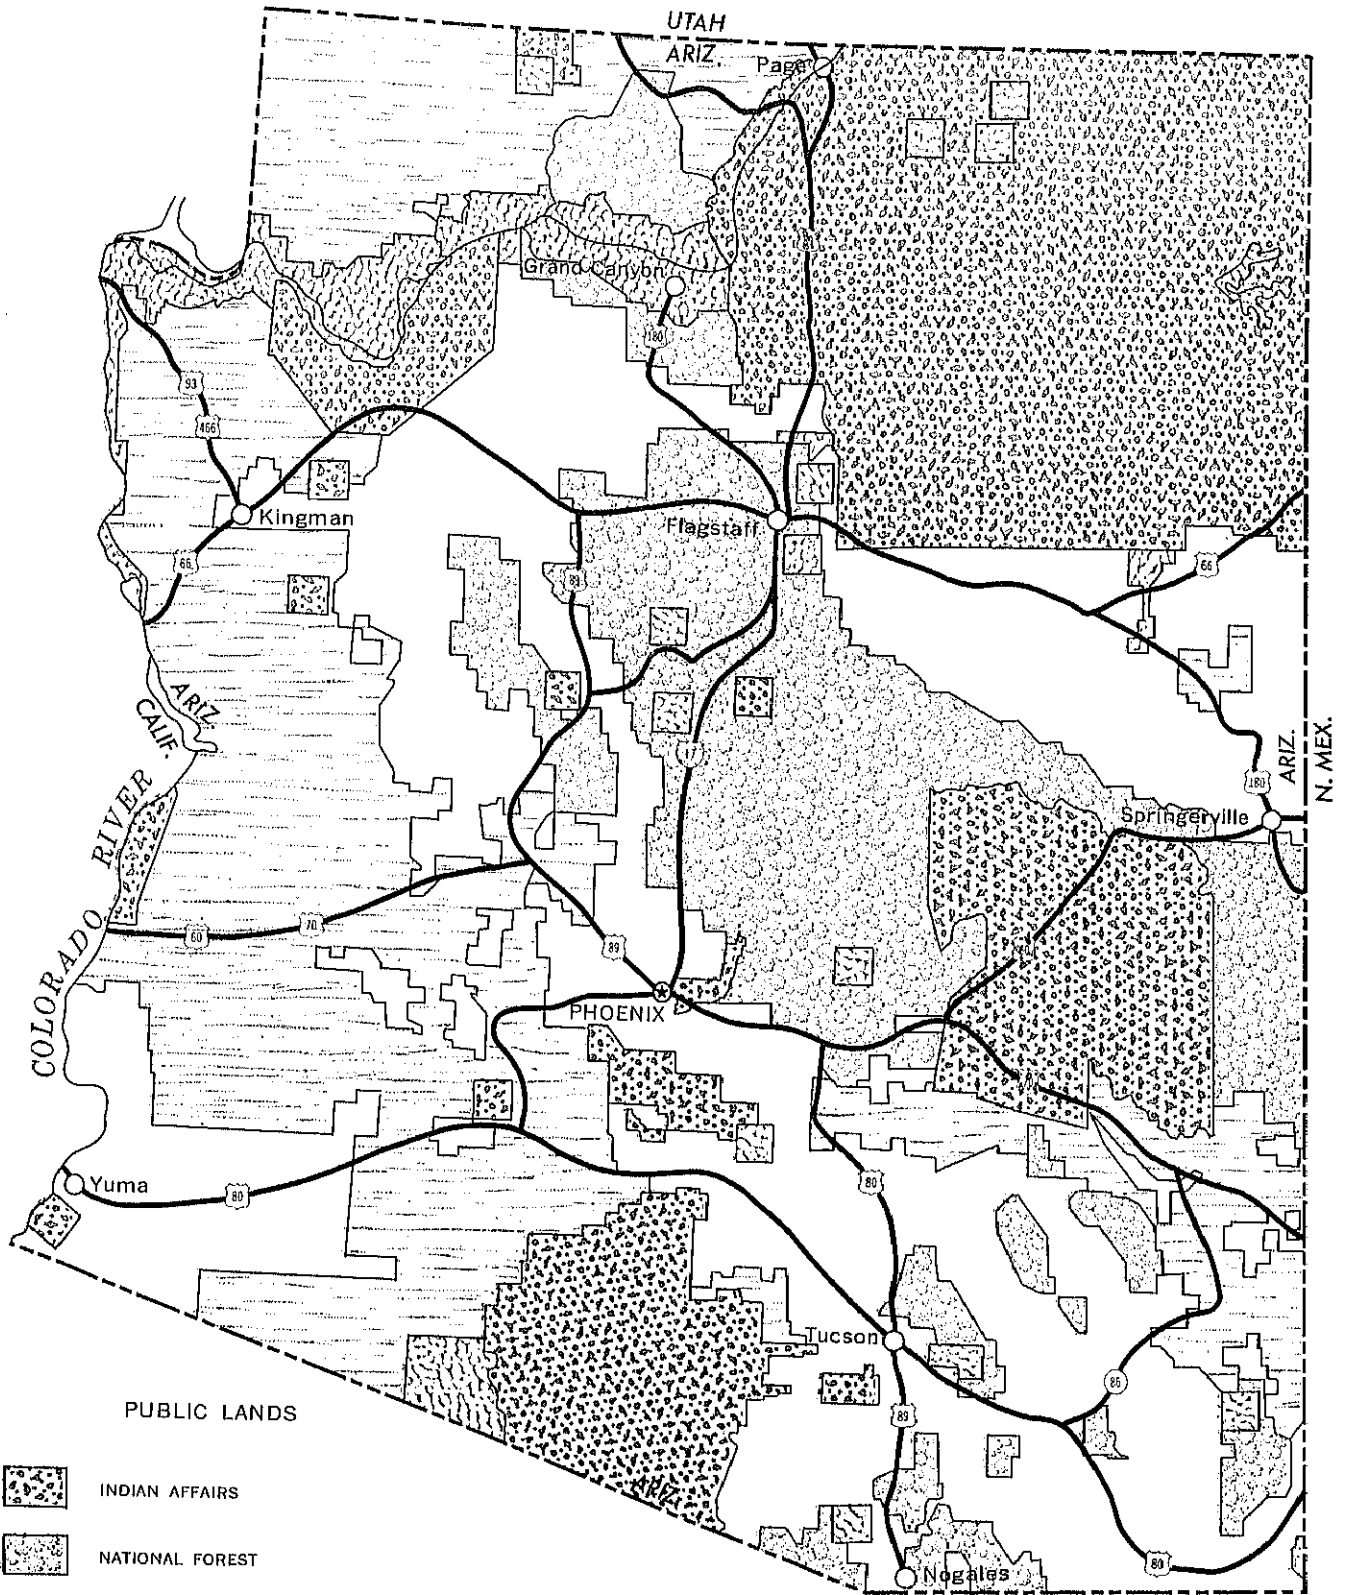 UTAH
ARIZ.
Page
81
Grand Canyon
180
93
466
Kingman
Flagstaff
66
66
89
ARIZ.
CALIF.
17
ARIZ.
N. MEX.
180
Springerville
COLORADO RIVER
60
70
89
PHOENIX
Yuma
80
80
Tucson
86
89
PUBLIC LANDS
INDIAN AFFAIRS
ARIZ.
NATIONAL FOREST
80
Nogales